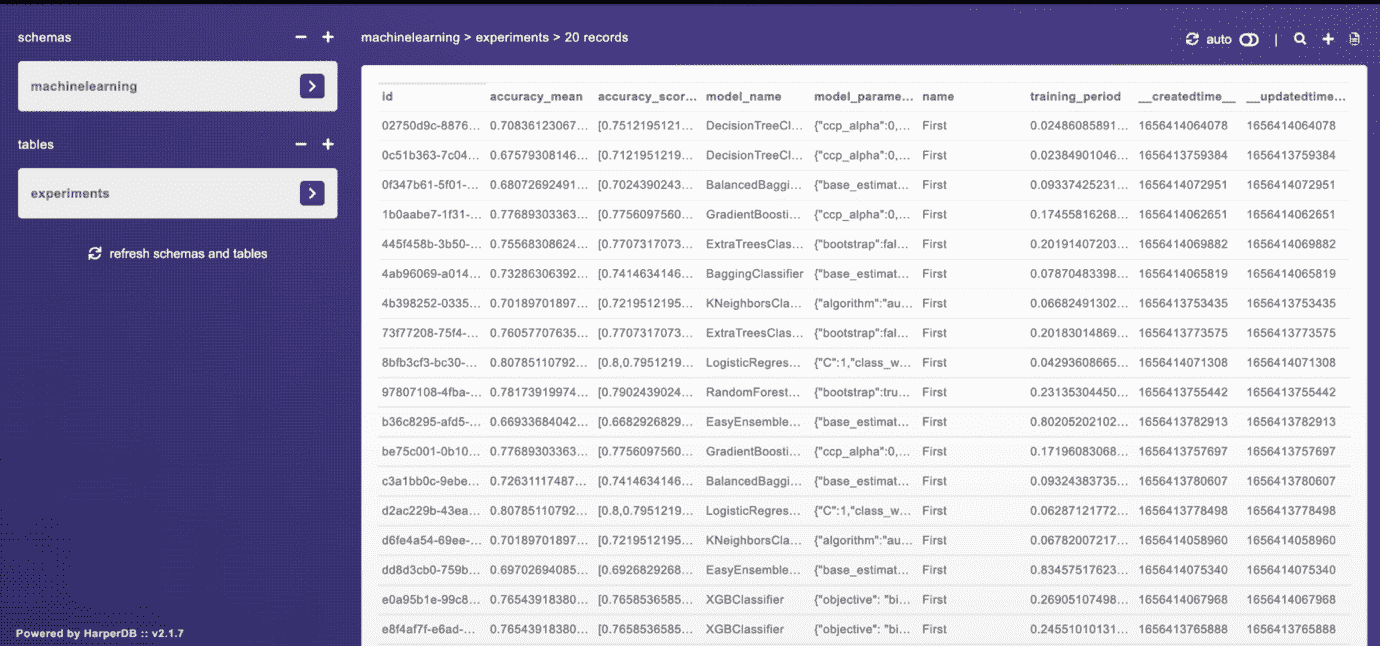 schemas
machinelearning
tables
experiments
refresh schemas and tables
Powered by HarperDB :: v2.1.7
machinelearning > experiments > 20 records
auto |
id accuracy_mean accuracy_scor... model_name model_parame... name training_period __createdtime__ __updatedtime...
02750d9c-8876... 0.70836123067... [0.7512195121... DecisionTreeCl... {"ccp_alpha":0,... First 0.02486085891... 1656414064078 1656414064078
0c51b363-7c04... 0.67579308146... [0.7121951219... DecisionTreeCl... {"ccp_alpha":0,... First 0.02384901046... 1656413759384 1656413759384
0f347b61-5f01-... 0.68072692491... [0.7024390243... BalancedBaggi... {"base_estimat... First 0.09337425231... 1656414072951 1656414072951
1b0aabe7-1f31-... 0.77689303363... [0.7756097560... GradientBoosti... {"ccp_alpha":0,... First 0.17455816268... 1656414062651 1656414062651
445f458b-3b50-... 0.75568308624... [0.7707317073... ExtraTreesClas... {"bootstrap":fal... First 0.20191407203... 1656414069882 1656414069882
4ab96069-a014... 0.73286306392... [0.7414634146... BaggingClassifier {"base_estimat... First 0.07870483398... 1656414065819 1656414065819
4b398252-0335... 0.70189701897... [0.7219512195... KNeighborsCla... {"algorithm":"au... First 0.06682491302... 1656413753435 1656413753435
73f77208-75f4-... 0.76057707635... [0.7707317073... ExtraTreesClas... {"bootstrap":fal... First 0.20183014869... 1656413773575 1656413773575
8bfb3cf3-bc30-... 0.80785110792... [0.8,0.7951219... LogisticRegres... {"C":1,"class_w... First 0.04293608665... 1656414071308 1656414071308
97807108-4fba-... 0.78173919974... [0.7902439024... RandomForest... {"bootstrap":tru... First 0.23135304450... 1656413755442 1656413755442
b36c8295-afd5-... 0.66933684042... [0.6682926829... EasyEnsemble... {"base_estimat... First 0.80205202102... 1656413782913 1656413782913
be75c001-0b10... 0.77689303363... [0.7756097560... GradientBoosti... {"ccp_alpha":0,... First 0.17196083068... 1656413757697 1656413757697
c3a1bb0c-9ebe... 0.72631117487... [0.7414634146... BalancedBaggi... {"base_estimat... First 0.09324383735... 1656413780607 1656413780607
d2ac229b-43ea... 0.80785110792... [0.8,0.7951219... LogisticRegres... {"C":1,"class_w... First 0.06287121772... 1656413778498 1656413778498
d6fe4a54-69ee-... 0.70189701897... [0.7219512195... KNeighborsCla... {"algorithm":"au... First 0.06782007217... 1656414058960 1656414058960
dd8d3cb0-759b... 0.69702694085... [0.6926829268... EasyEnsemble... {"base_estimat... First 0.83457517623... 1656414075340 1656414075340
e0a95b1e-99c8... 0.76543918380... [0.7658536585... XGBClassifier {"objective": "bi... First 0.26905107498... 1656414067968 1656414067968
e8f4af7f-e6ad-... 0.76543918380... [0.7658536585... XGBClassifier {"objective": "bi... First 0.24551010131... 1656413765888 1656413765888